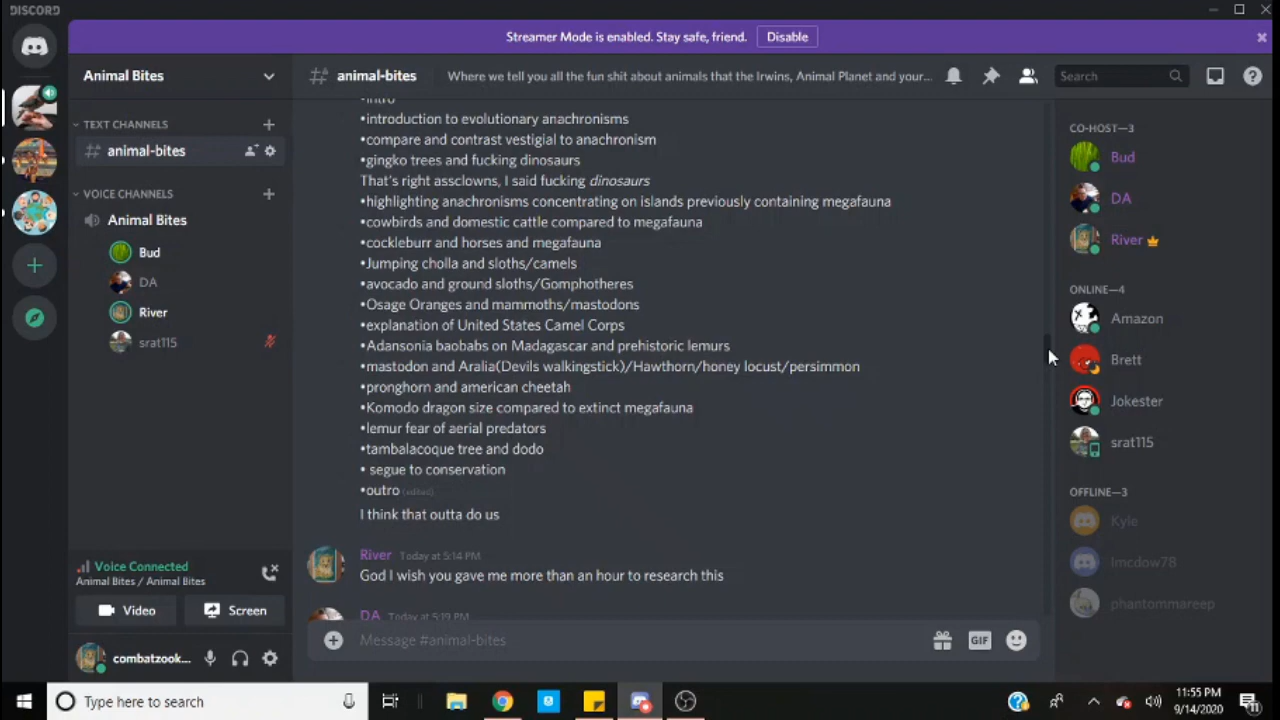 DISCORD
Streamer Mode is enabled. Stay safe, friend. Disable
Animal Bites
animal-bites Where we tell you all the fun shit about animals that the Irwins, Animal Planet and your... Search
TEXT CHANNELS
animal-bites
VOICE CHANNELS
Animal Bites
Bud
DA
River
srat115
•intro
•introduction to evolutionary anachronisms
•compare and contrast vestigial to anachronism
•gingko trees and fucking dinosaurs
That's right assclowns, I said fucking dinosaurs
•highlighting anachronisms concentrating on islands previously containing megafauna
•cowbirds and domestic cattle compared to megafauna
•cockleburr and horses and megafauna
•Jumping cholla and sloths/camels
•avocado and ground sloths/Gomphotheres
•Osage Oranges and mammoths/mastodons
•explanation of United States Camel Corps
•Adansonia baobabs on Madagascar and prehistoric lemurs
•mastodon and Aralia(Devils walkingstick)/Hawthorn/honey locust/persimmon
•pronghorn and american cheetah
•Komodo dragon size compared to extinct megafauna
•lemur fear of aerial predators
•tambalacoque tree and dodo
• segue to conservation
•outro (edited)
I think that outta do us
River Today at 5:14 PM
God I wish you gave me more than an hour to research this
DA Today at 5:19 PM
Message #animal-bites
GIF
CO-HOST—3
Bud
DA
River
ONLINE—4
Amazon
Brett
Jokester
srat115
OFFLINE—3
Kyle
lmcdow78
phantommareep
Voice Connected
Animal Bites / Animal Bites
Video Screen
combatzook...
Type here to search
11:55 PM
9/14/2020
11